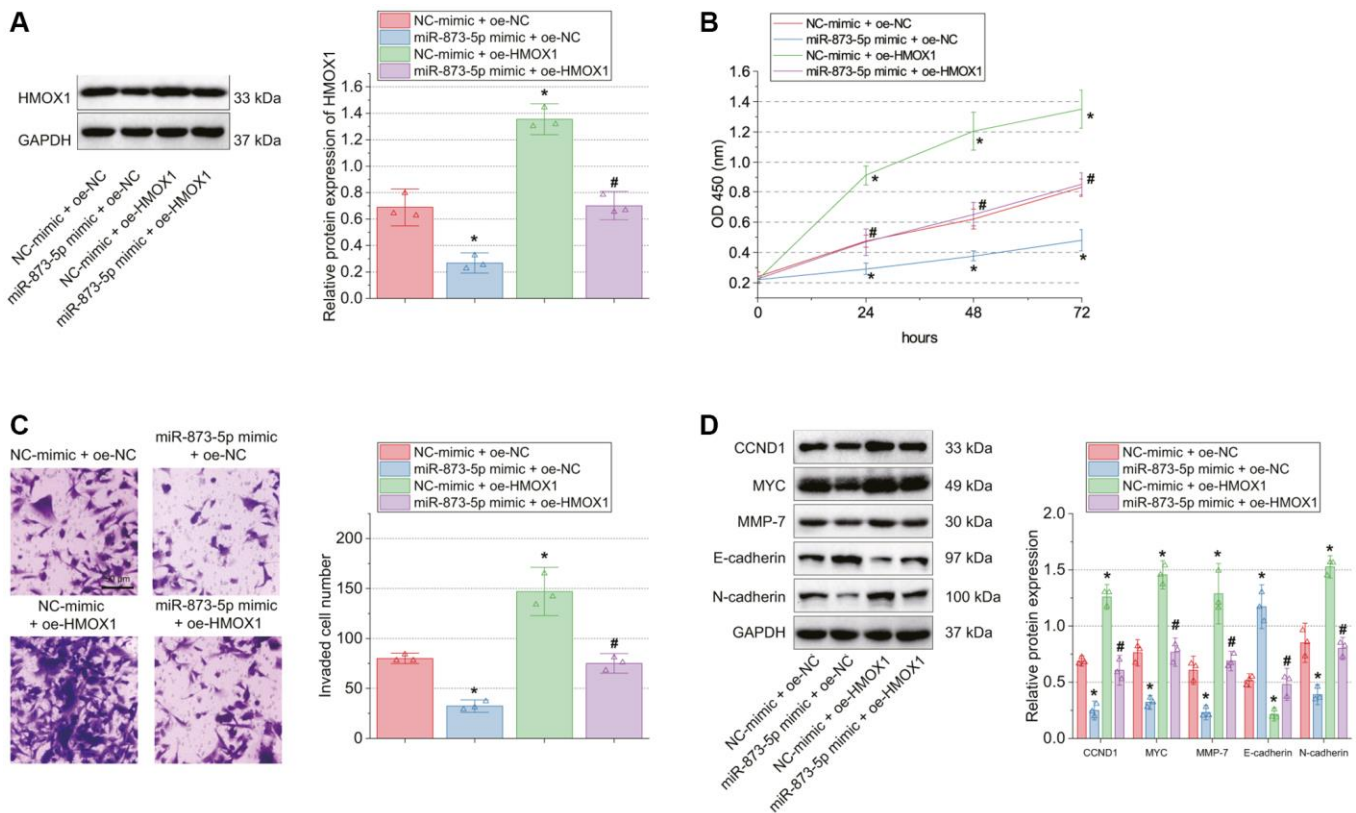 A
HMOX1
33 kDa
GAPDH
37 kDa
NC-mimic + oe-NC
miR-873-5p mimic + oe-NC
NC-mimic + oe-HMOX1
miR-873-5p mimic + oe-HMOX1
NC-mimic + oe-NC
miR-873-5p mimic + oe-NC
NC-mimic + oe-HMOX1
miR-873-5p mimic + oe-HMOX1
Relative protein expression of HMOX1
1.6
1.4
1.2
1.0
0.8
0.6
0.4
0.2
0.0
*
*
#
B
NC-mimic + oe-NC
miR-873-5p mimic + oe-NC
NC-mimic + oe-HMOX1
miR-873-5p mimic + oe-HMOX1
OD 450 (nm)
1.6
1.4
1.2
1.0
0.8
0.6
0.4
0.2
*
*
*
#
#
#
*
*
*
0
24
48
72
hours
C
NC-mimic + oe-NC
miR-873-5p mimic
+ oe-NC
NC-mimic
+ oe-HMOX1
miR-873-5p mimic
+ oe-HMOX1
NC-mimic + oe-NC
miR-873-5p mimic + oe-NC
NC-mimic + oe-HMOX1
miR-873-5p mimic + oe-HMOX1
Invaded cell number
200
150
100
50
0
*
*
#
D
CCND1
33 kDa
MYC
49 kDa
MMP-7
30 kDa
E-cadherin
97 kDa
N-cadherin
100 kDa
GAPDH
37 kDa
NC-mimic + oe-NC
miR-873-5p mimic + oe-NC
NC-mimic + oe-HMOX1
miR-873-5p mimic + oe-HMOX1
NC-mimic + oe-NC
miR-873-5p mimic + oe-NC
NC-mimic + oe-HMOX1
miR-873-5p mimic + oe-HMOX1
Relative protein expression
2.0
1.5
1.0
0.5
0.0
*
*
#
*
*
#
*
*
#
*
*
#
*
*
#
CCND1
MYC
MMP-7
E-cadherin
N-cadherin